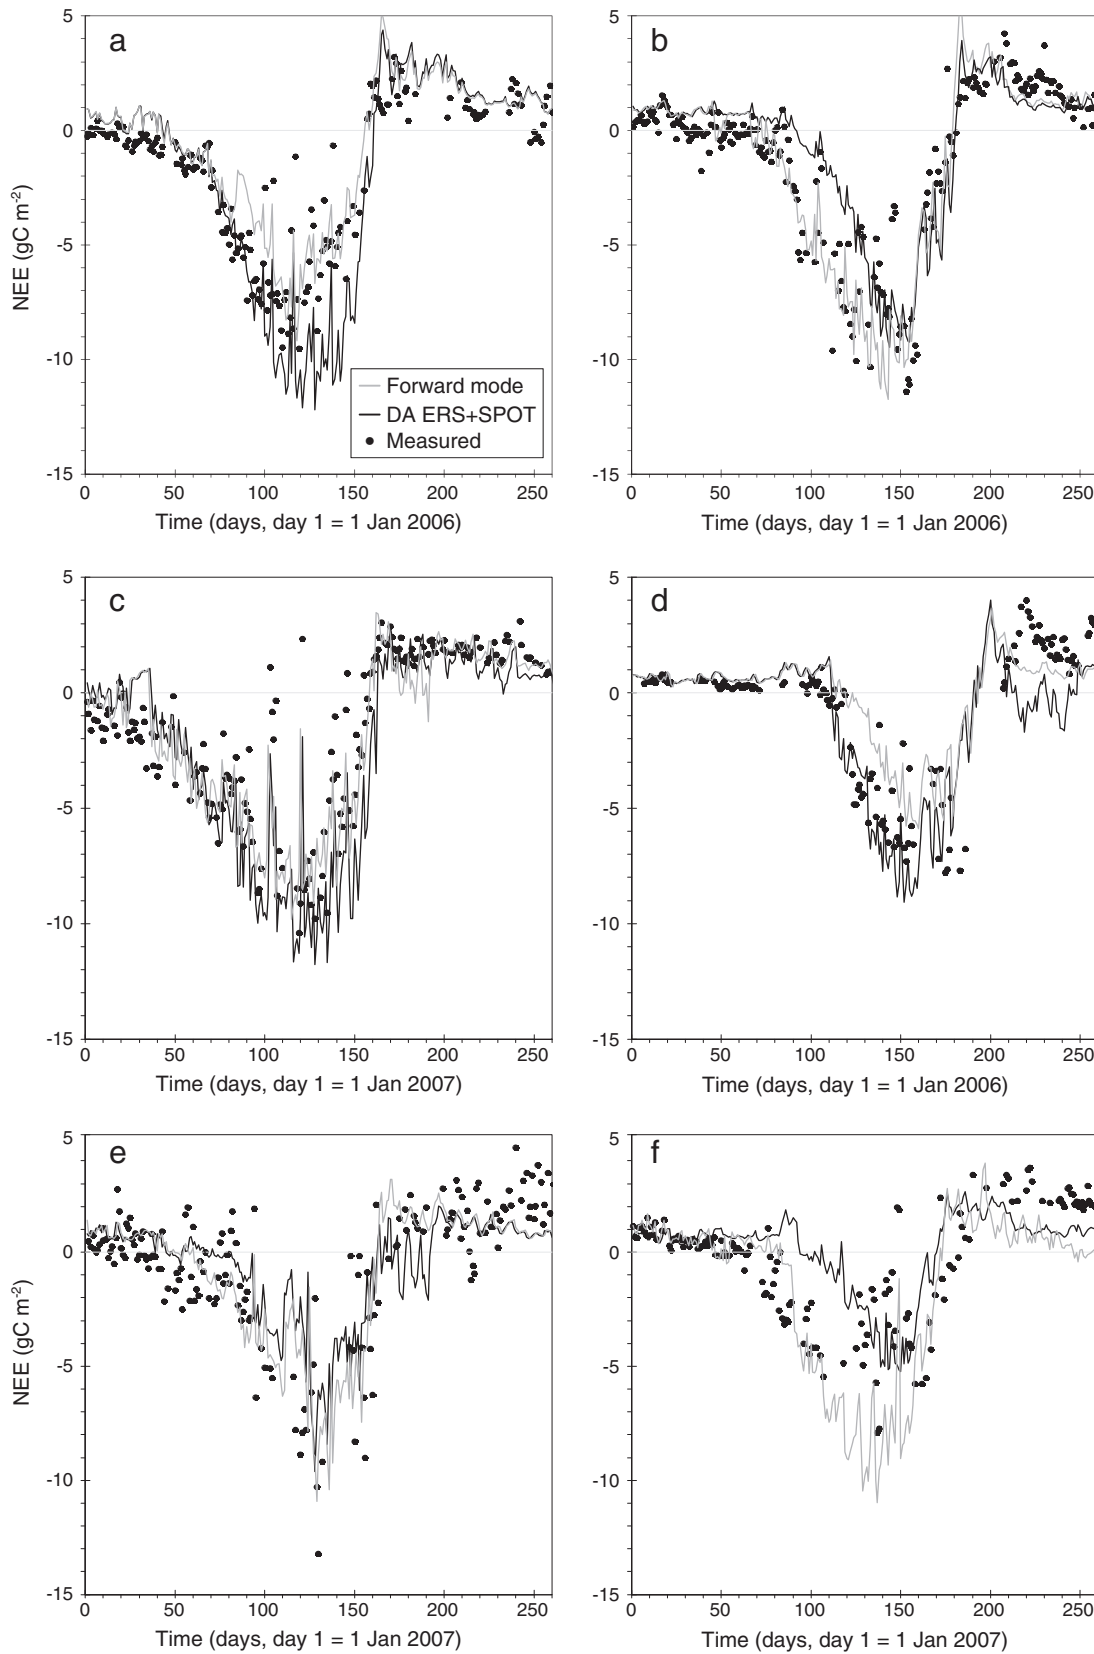 a
5
0
-5
-10
-15
NEE (gC m⁻²)
Forward mode
DA ERS+SPOT
Measured
0 50 100 150 200 250
Time (days, day 1 = 1 Jan 2006)
b
5
0
-5
-10
-15
0 50 100 150 200 250
Time (days, day 1 = 1 Jan 2006)
c
5
0
-5
-10
-15
0 50 100 150 200 250
Time (days, day 1 = 1 Jan 2007)
d
5
0
-5
-10
-15
0 50 100 150 200 250
Time (days, day 1 = 1 Jan 2006)
e
5
0
-5
-10
-15
NEE (gC m⁻²)
0 50 100 150 200 250
Time (days, day 1 = 1 Jan 2007)
f
5
0
-5
-10
-15
0 50 100 150 200 250
Time (days, day 1 = 1 Jan 2007)